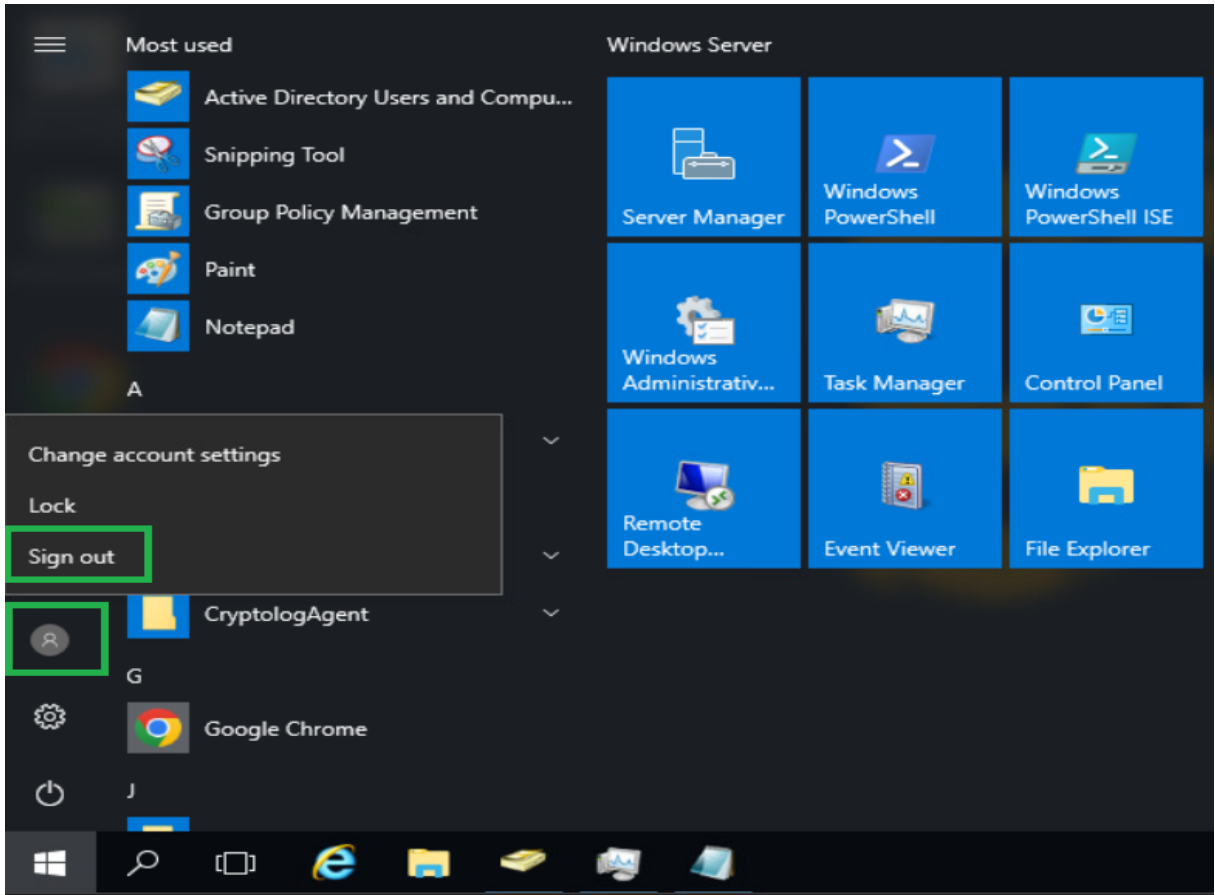 Most used
Active Directory Users and Compu...
Snipping Tool
Group Policy Management
Paint
Notepad
A
Change account settings
Lock
Sign out
CryptologAgent
G
Google Chrome
J
Windows Server
Server Manager
Windows
PowerShell
Windows
PowerShell ISE
Windows
Administrativ...
Task Manager
Control Panel
Remote
Desktop...
Event Viewer
File Explorer